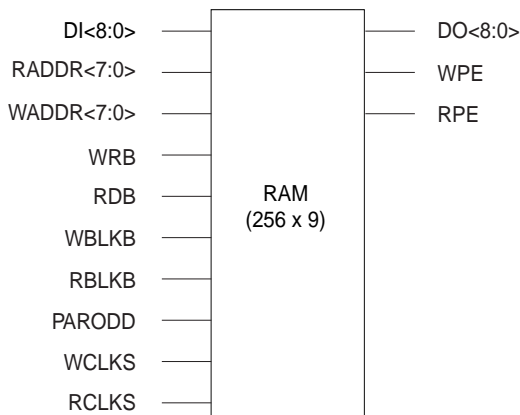 DI<8:0>
RADDR<7:0>
WADDR<7:0>
WRB
RDB
WBLKB
RBLKB
PARODD
WCLKS
RCLKS
RAM
(256 x 9)
DO<8:0>
WPE
RPE